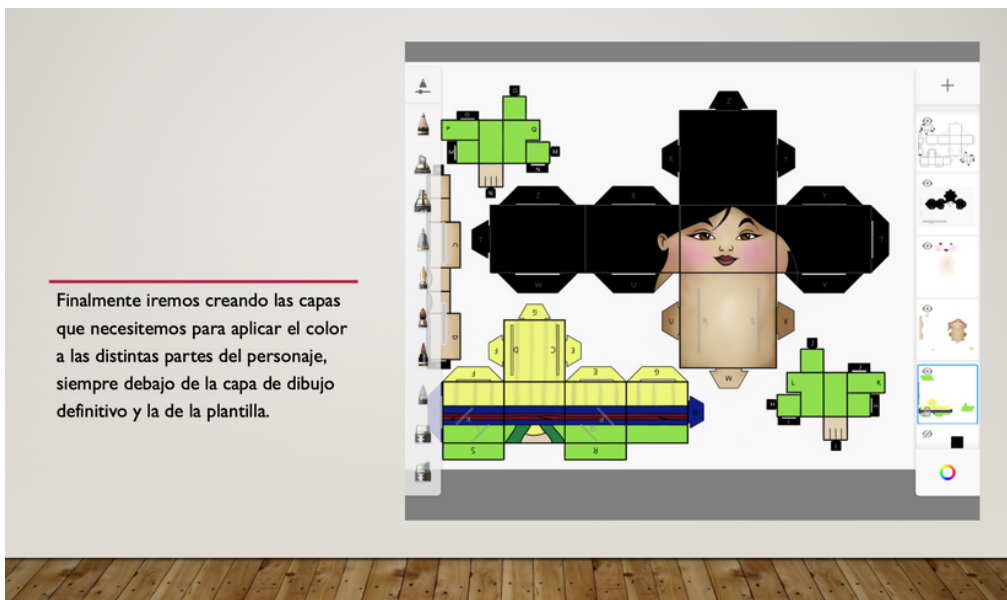 Finalmente iremos creando las capas
que necesitemos para aplicar el color
a las distintas partes del personaje,
siempre debajo de la capa de dibujo
definitivo y la de la plantilla.
O
P
Q
M
M
N
N
Z
X
Y
Z
X
Y
T
T
W
U
Y
U
R
S
V
W
C
D
G
F
D
C
E
F
E
G
S
R
J
L
K
H
H
I